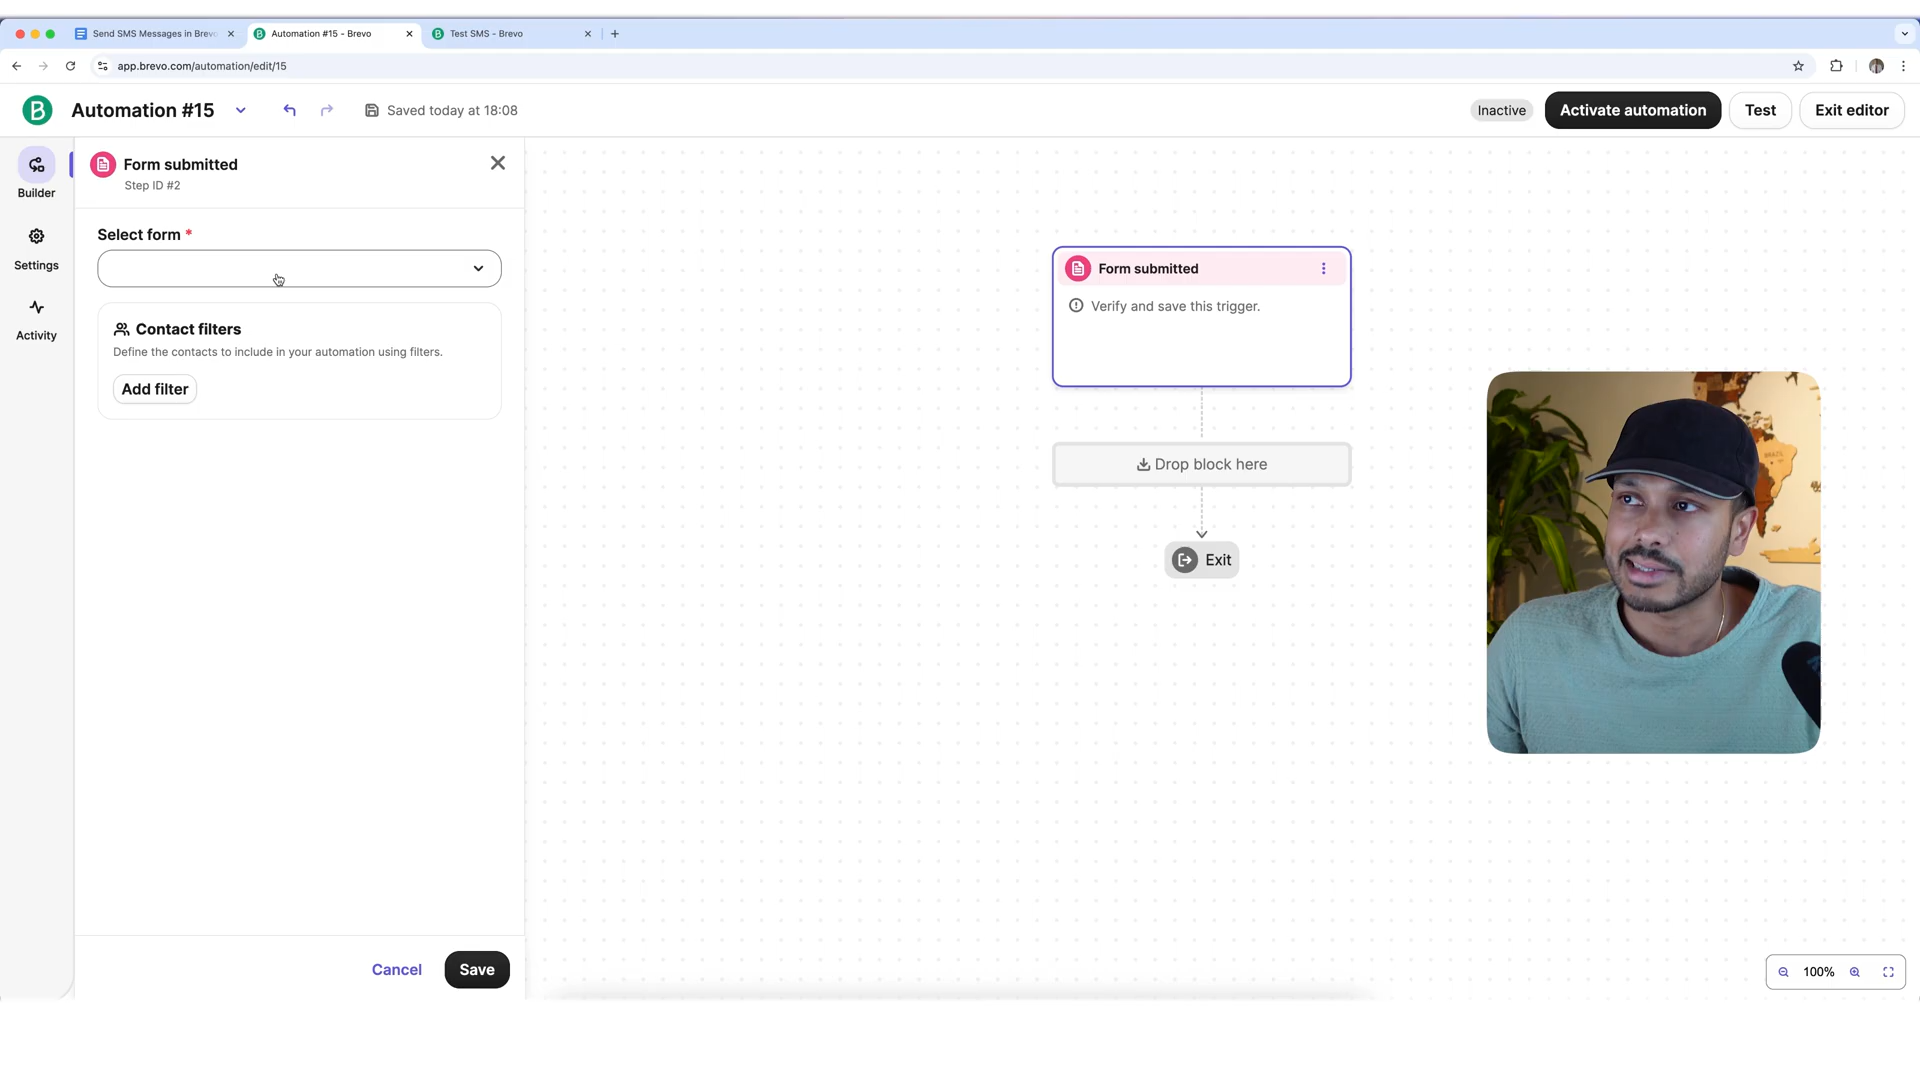 Send SMS Messages in Brevo
Automation #15 - Brevo
Test SMS - Brevo
app.brevo.com/automation/edit/15
B
Automation #15
Saved today at 18:08
Inactive
Activate automation
Test
Exit editor
Builder
Settings
Activity
Form submitted
Step ID #2
Select form *
Contact filters
Define the contacts to include in your automation using filters.
Add filter
Cancel
Save
Form submitted
Verify and save this trigger.
Drop block here
Exit
BRAZIL
100%